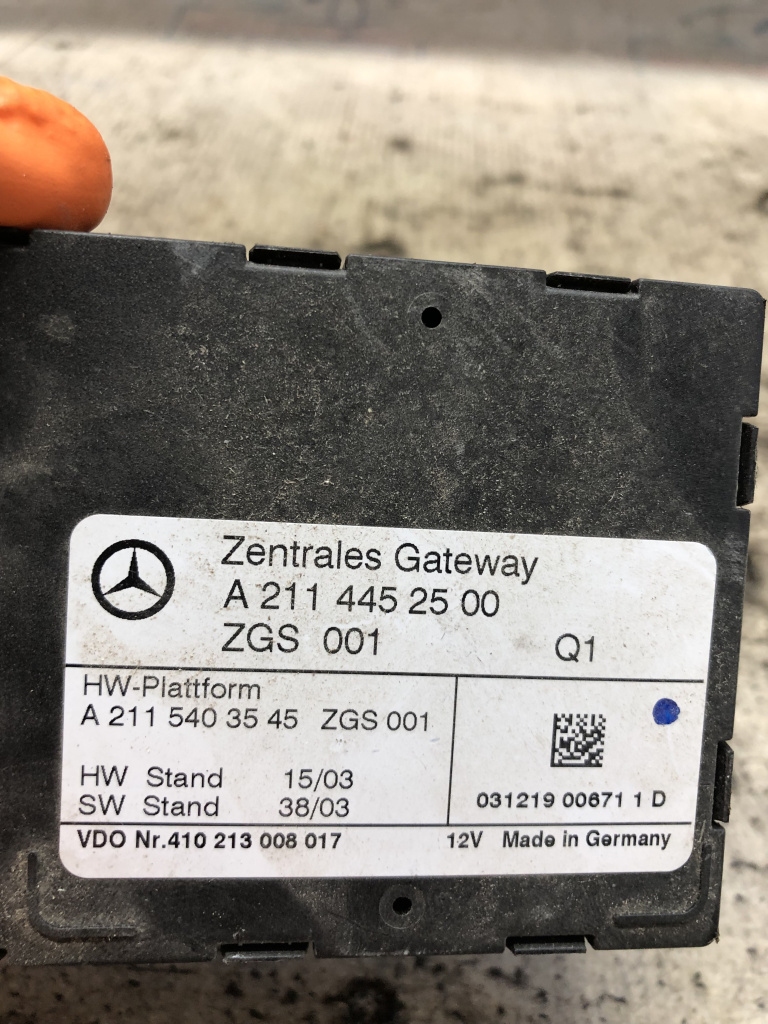 Zentrales Gateway
A 211 445 25 00
ZGS 001 Q1
HW-Plattform
A 211 540 35 45 ZGS 001
HW Stand 15/03
SW Stand 38/03
031219 00671 1 D
VDO Nr.410 213 008 017 12V Made in Germany